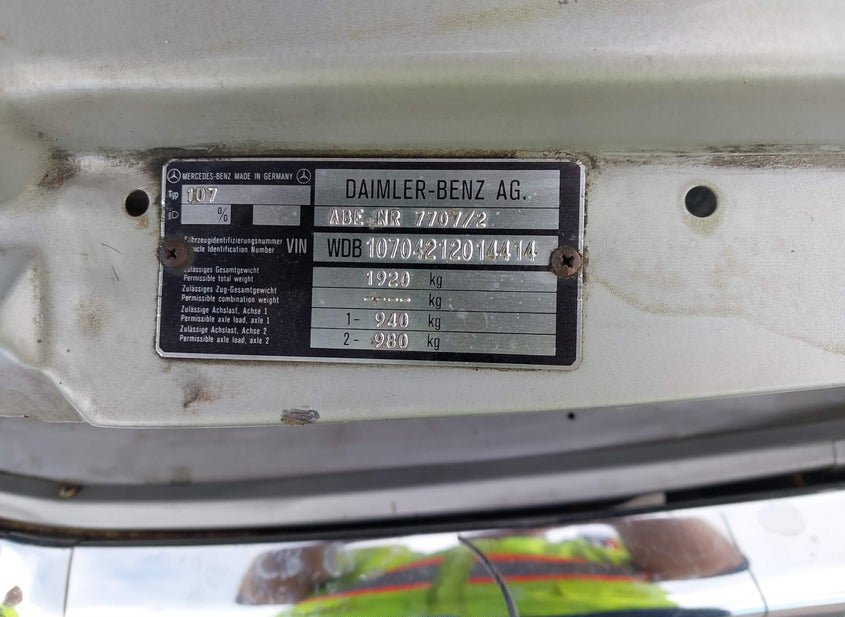 MERCEDES-BENZ MADE IN GERMANY
Typ 107
%
DAIMLER-BENZ AG.
ABE-NR 7707/2
Fahrzeugidentifizierungsnummer
Vehicle Identification Number VIN WDB 10704212014414
Zulässiges Gesamtgewicht
Permissible total weight 1920 kg
Zulässiges Zug-Gesamtgewicht
Permissible combination weight ---- kg
Zulässige Achslast, Achse 1
Permissible axle load, axle 1 1- 940 kg
Zulässige Achslast, Achse 2
Permissible axle load, axle 2 2- 980 kg